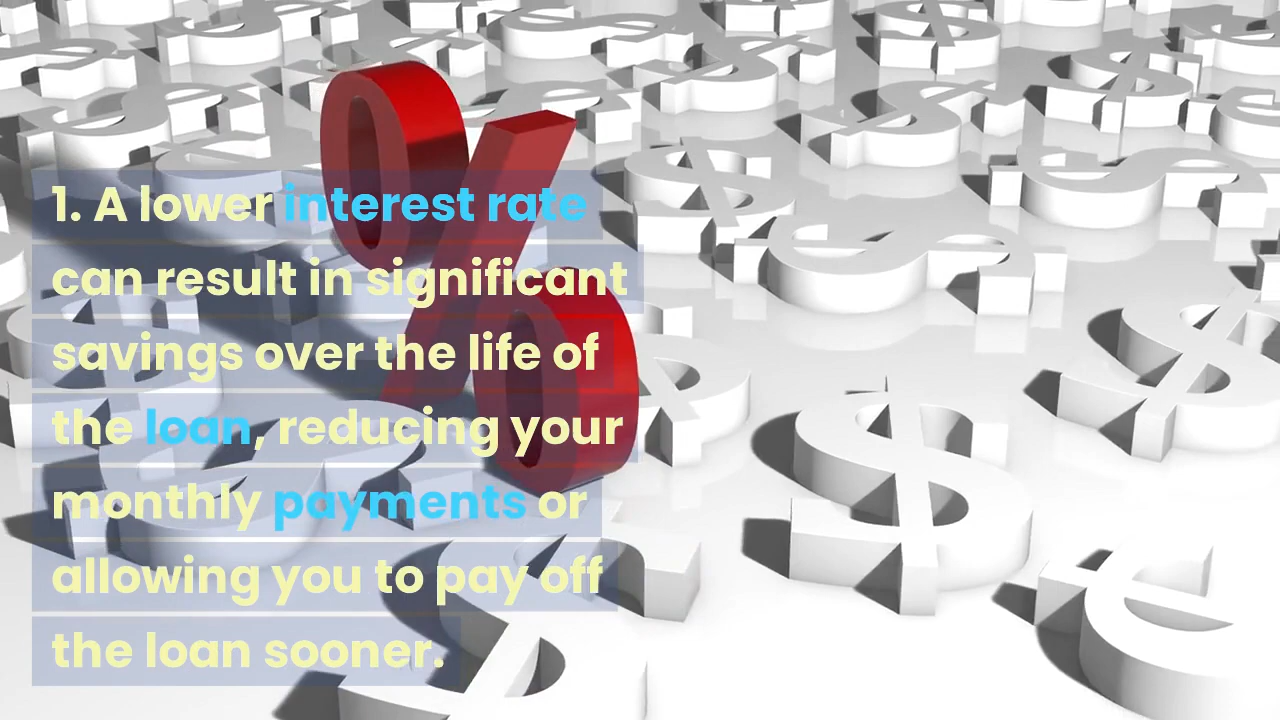 1. A lower interest rate
can result in significant
savings over the life of
the loan, reducing your
monthly payments or
allowing you to pay off
the loan sooner.